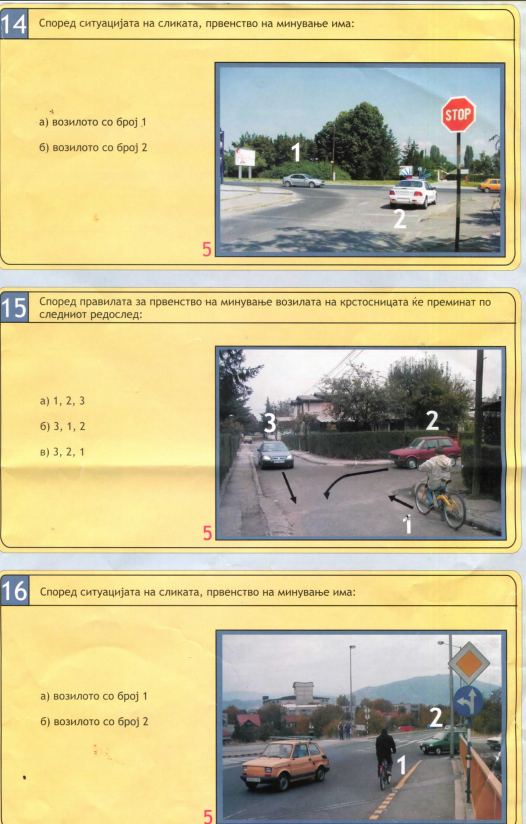 14
Според ситуацијата на сликата, првенство на минување има:
а) возилото со број 1
б) возилото со број 2
1
STOP
2
5
15
Според правилата за првенство на минување возилата на крстосницата ќе преминат по
следниот редослед:
а) 1, 2, 3
б) 3, 1, 2
в) 3, 2, 1
3
2
1
5
16
Според ситуацијата на сликата, првенство на минување има:
а) возилото со број 1
б) возилото со број 2
2
1
5